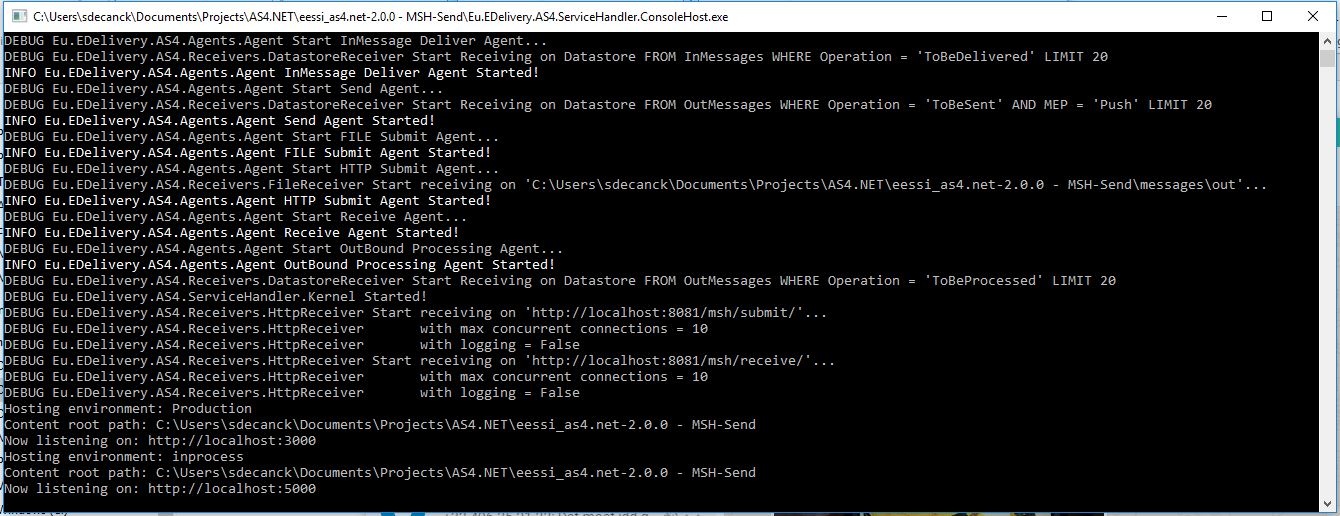 C:\Users\sdecanck\Documents\Projects\AS4.NET\eessi_as4.net-2.0.0 - MSH-Send\Eu.EDelivery.AS4.ServiceHandler.ConsoleHost.exe
DEBUG Eu.EDelivery.AS4.Agents.Agent Start InMessage Deliver Agent...
DEBUG Eu.EDelivery.AS4.Receivers.DatastoreReceiver Start Receiving on Datastore FROM InMessages WHERE Operation = 'ToBeDelivered' LIMIT 20
INFO Eu.EDelivery.AS4.Agents.Agent InMessage Deliver Agent Started!
DEBUG Eu.EDelivery.AS4.Agents.Agent Start Send Agent...
DEBUG Eu.EDelivery.AS4.Receivers.DatastoreReceiver Start Receiving on Datastore FROM OutMessages WHERE Operation = 'ToBeSent' AND MEP = 'Push' LIMIT 20
INFO Eu.EDelivery.AS4.Agents.Agent Send Agent Started!
DEBUG Eu.EDelivery.AS4.Agents.Agent Start FILE Submit Agent...
INFO Eu.EDelivery.AS4.Agents.Agent FILE Submit Agent Started!
DEBUG Eu.EDelivery.AS4.Agents.Agent Start HTTP Submit Agent...
DEBUG Eu.EDelivery.AS4.Receivers.FileReceiver Start receiving on 'C:\Users\sdecanck\Documents\Projects\AS4.NET\eessi_as4.net-2.0.0 - MSH-Send\messages\out'...
INFO Eu.EDelivery.AS4.Agents.Agent HTTP Submit Agent Started!
DEBUG Eu.EDelivery.AS4.Agents.Agent Start Receive Agent...
INFO Eu.EDelivery.AS4.Agents.Agent Receive Agent Started!
DEBUG Eu.EDelivery.AS4.Agents.Agent Start OutBound Processing Agent...
INFO Eu.EDelivery.AS4.Agents.Agent OutBound Processing Agent Started!
DEBUG Eu.EDelivery.AS4.Receivers.DatastoreReceiver Start Receiving on Datastore FROM OutMessages WHERE Operation = 'ToBeProcessed' LIMIT 20
DEBUG Eu.EDelivery.AS4.ServiceHandler.Kernel Started!
DEBUG Eu.EDelivery.AS4.Receivers.HttpReceiver Start receiving on 'http://localhost:8081/msh/submit/'...
DEBUG Eu.EDelivery.AS4.Receivers.HttpReceiver       with max concurrent connections = 10
DEBUG Eu.EDelivery.AS4.Receivers.HttpReceiver       with logging = False
DEBUG Eu.EDelivery.AS4.Receivers.HttpReceiver Start receiving on 'http://localhost:8081/msh/receive/'...
DEBUG Eu.EDelivery.AS4.Receivers.HttpReceiver       with max concurrent connections = 10
DEBUG Eu.EDelivery.AS4.Receivers.HttpReceiver       with logging = False
Hosting environment: Production
Content root path: C:\Users\sdecanck\Documents\Projects\AS4.NET\eessi_as4.net-2.0.0 - MSH-Send
Now listening on: http://localhost:3000
Hosting environment: inprocess
Content root path: C:\Users\sdecanck\Documents\Projects\AS4.NET\eessi_as4.net-2.0.0 - MSH-Send
Now listening on: http://localhost:5000